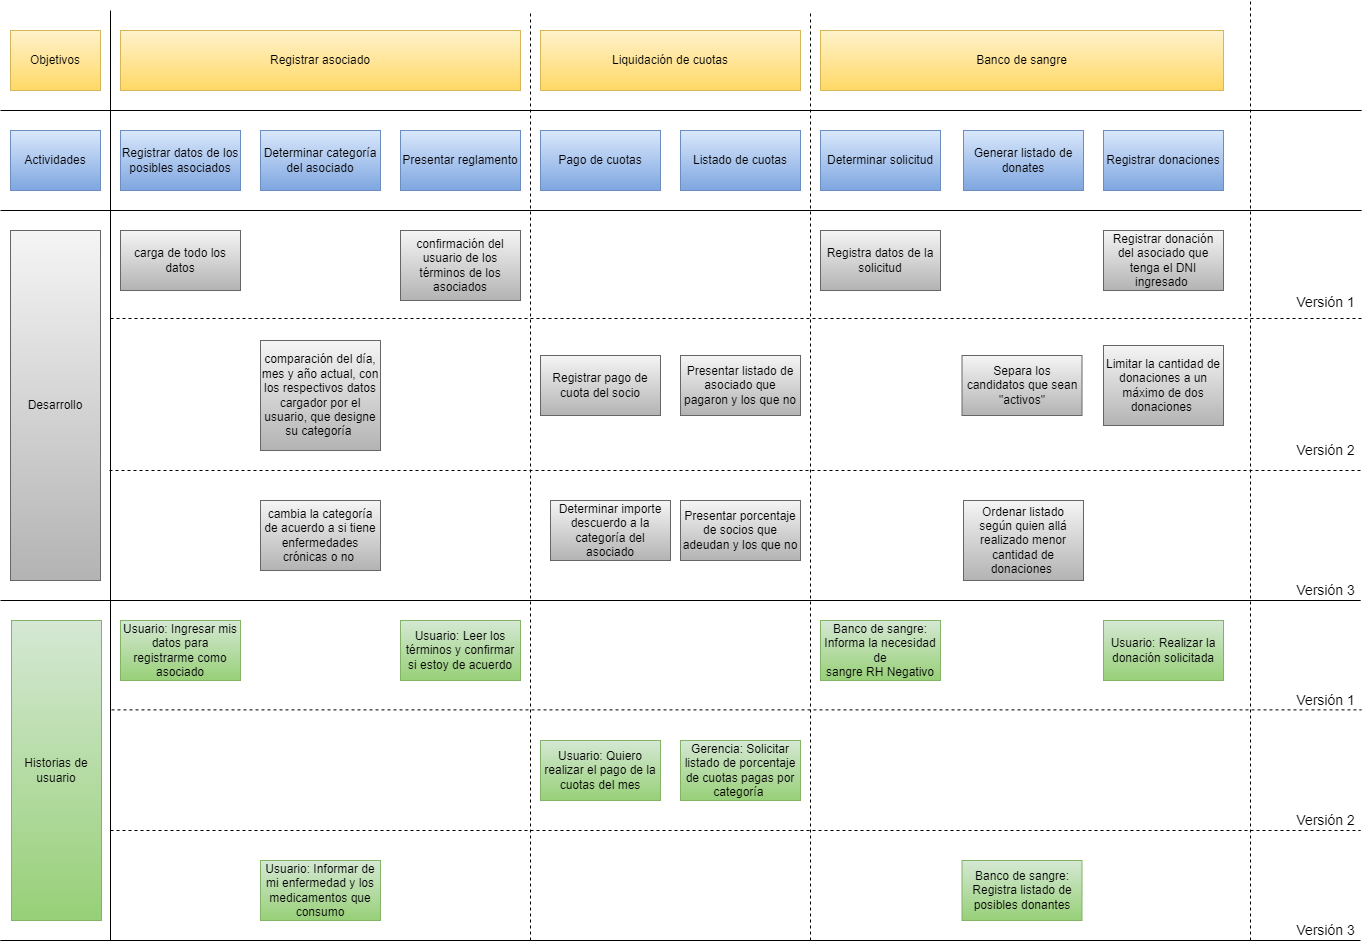 Objetivos
Registrar asociado
Liquidación de cuotas
Banco de sangre
Actividades
Registrar datos de los
posibles asociados
Determinar categoría
del asociado
Presentar reglamento
Pago de cuotas
Listado de cuotas
Determinar solicitud
Generar listado de
donates
Registrar donaciones
Desarrollo
carga de todo los
datos
confirmación del
usuario de los
términos de los
asociados
Registra datos de la
solicitud
Registrar donación
del asociado que
tenga el DNI
ingresado
Versión 1
comparación del día,
mes y año actual, con
los respectivos datos
cargador por el
usuario, que designe
su categoría
Registrar pago de
cuota del socio
Presentar listado de
asociado que
pagaron y los que no
Separa los
candidatos que sean
"activos"
Limitar la cantidad de
donaciones a un
máximo de dos
donaciones
Versión 2
cambia la categoría
de acuerdo a si tiene
enfermedades
crónicas o no
Determinar importe
descuerdo a la
categoría del
asociado
Presentar porcentaje
de socios que
adeudan y los que no
Ordenar listado
según quien allá
realizado menor
cantidad de
donaciones
Versión 3
Historias de
usuario
Usuario: Ingresar mis
datos para
registrarme como
asociado
Usuario: Leer los
términos y confirmar
si estoy de acuerdo
Banco de sangre:
Informa la necesidad
de
sangre RH Negativo
Usuario: Realizar la
donación solicitada
Versión 1
Usuario: Quiero
realizar el pago de la
cuotas del mes
Gerencia: Solicitar
listado de porcentaje
de cuotas pagas por
categoría
Versión 2
Usuario: Informar de
mi enfermedad y los
medicamentos que
consumo
Banco de sangre:
Registra listado de
posibles donantes
Versión 3